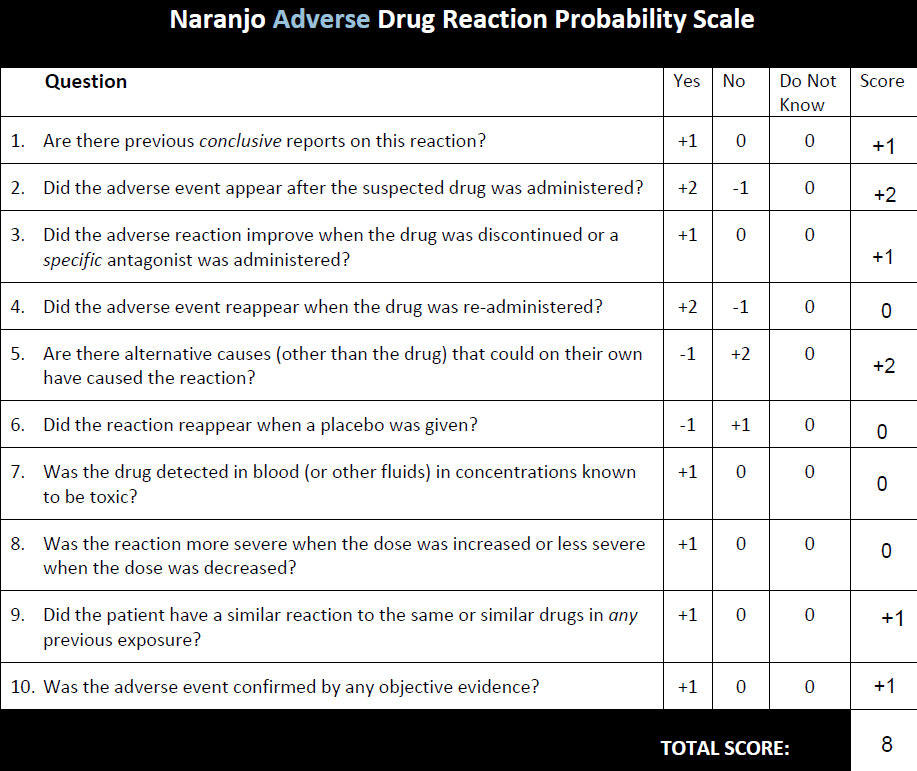 Naranjo Adverse Drug Reaction Probability Scale
Question Yes No Do Not Score
Know
1. Are there previous conclusive reports on this reaction? +1 0 0 +1
2. Did the adverse event appear after the suspected drug was administered? +2 -1 0 +2
3. Did the adverse reaction improve when the drug was discontinued or a +1 0 0
specific antagonist was administered? +1
4. Did the adverse event reappear when the drug was re-administered? +2 -1 0 0
5. Are there alternative causes (other than the drug) that could on their own -1 +2 0 +2
have caused the reaction?
6. Did the reaction reappear when a placebo was given? -1 +1 0 0
7. Was the drug detected in blood (or other fluids) in concentrations known +1 0 0 0
to be toxic?
8. Was the reaction more severe when the dose was increased or less severe +1 0 0 0
when the dose was decreased?
9. Did the patient have a similar reaction to the same or similar drugs in any +1 0 0 +1
previous exposure?
10. Was the adverse event confirmed by any objective evidence? +1 0 0 +1
TOTAL SCORE: 8